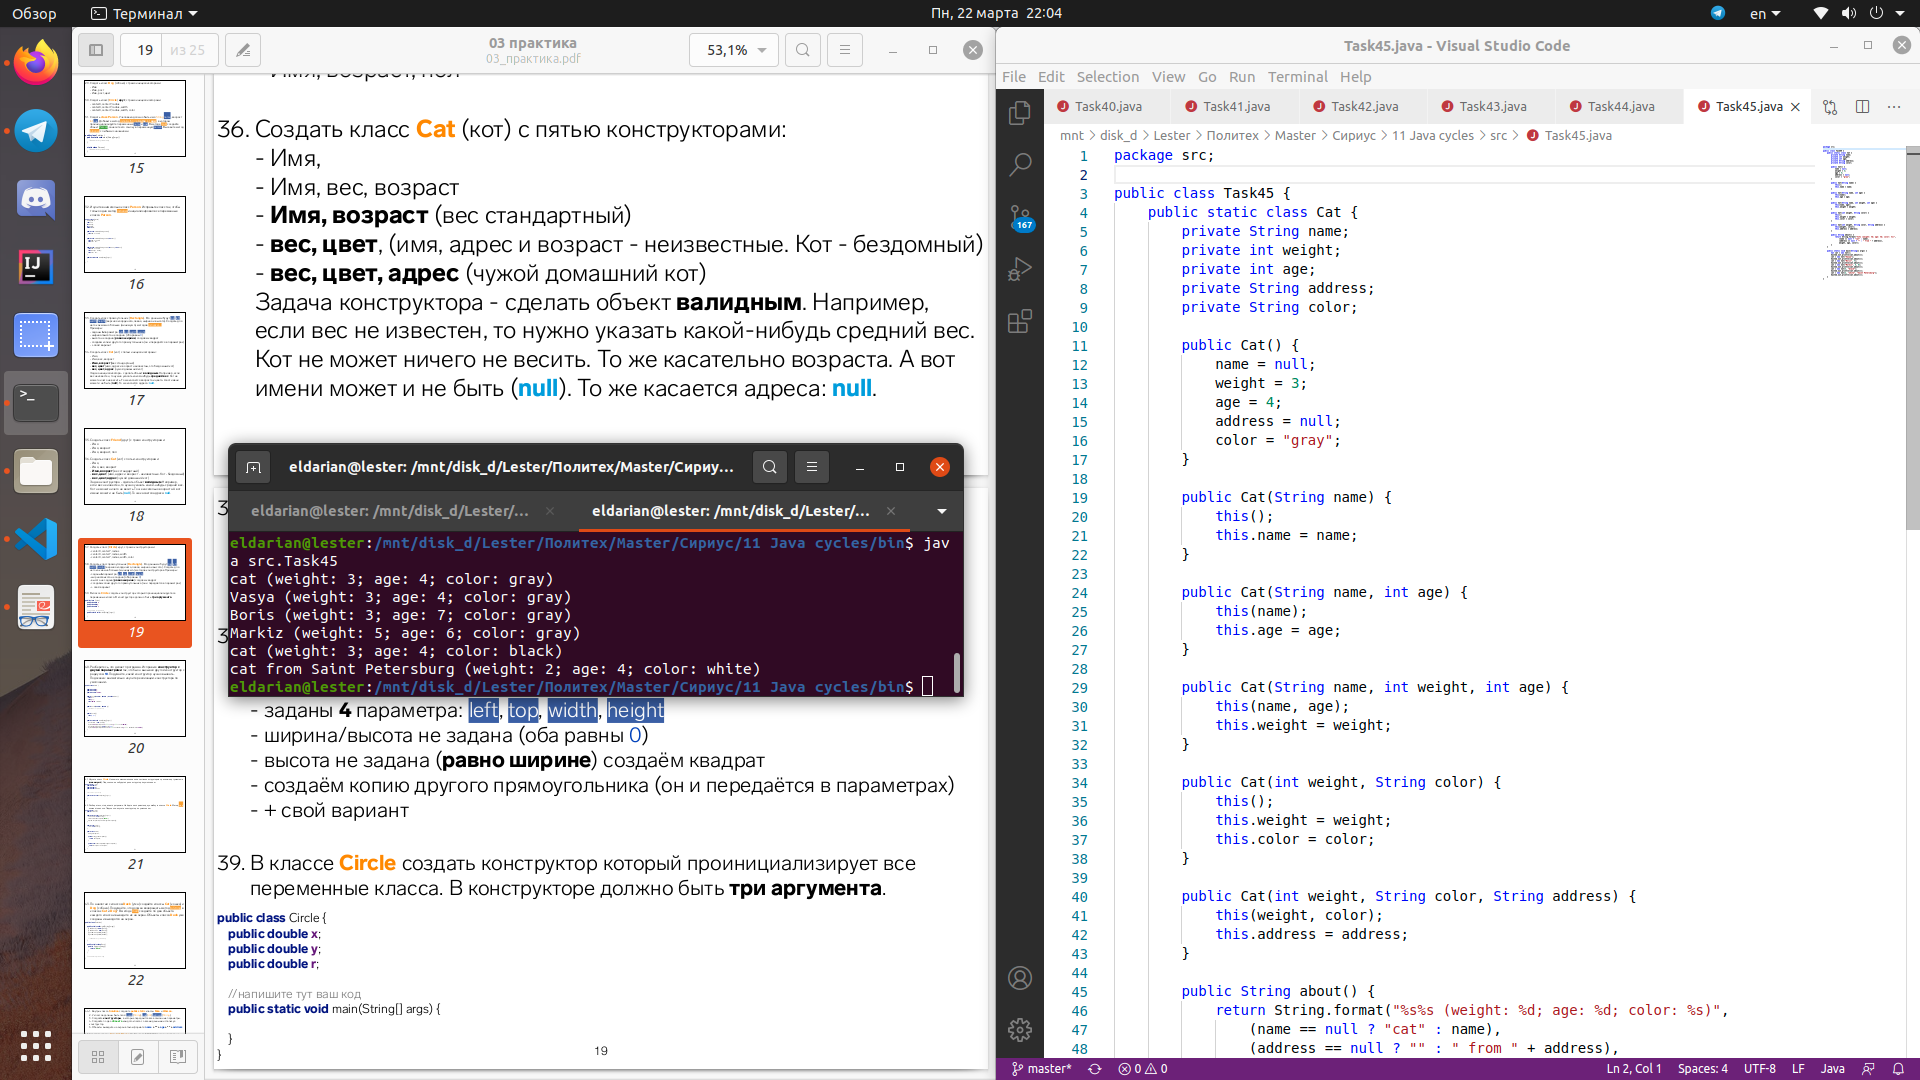 Обзор
Терминал
Пн, 22 марта 22:04
en
19 из 25
03 практика
03_практика.pdf
53,1%
15
16
17
18
19
20
21
22
36. Создать класс Cat (кот) с пятью конструкторами:
- Имя,
- Имя, вес, возраст
- Имя, возраст (вес стандартный)
- вес, цвет, (имя, адрес и возраст - неизвестные. Кот - бездомный)
- вес, цвет, адрес (чужой домашний кот)
Задача конструктора - сделать объект валидным. Например,
если вес не известен, то нужно указать какой-нибудь средний вес.
Кот не может ничего не весить. То же касательно возраста. А вот
имени может и не быть (null). То же касается адреса: null.
eldarian@lester: /mnt/disk_d/Lester/Политех/Master/Сириу...
eldarian@lester: /mnt/disk_d/Lester/...
eldarian@lester: /mnt/disk_d/Lester/...
eldarian@lester:/mnt/disk_d/Lester/Политех/Master/Сириус/11 Java cycles/bin$ jav
a src.Task45
cat (weight: 3; age: 4; color: gray)
Vasya (weight: 3; age: 4; color: gray)
Boris (weight: 3; age: 7; color: gray)
Markiz (weight: 5; age: 6; color: gray)
cat (weight: 3; age: 4; color: black)
cat from Saint Petersburg (weight: 2; age: 4; color: white)
eldarian@lester:/mnt/disk_d/Lester/Политех/Master/Сириус/11 Java cycles/bin$
- заданы 4 параметра: left, top, width, height
- ширина/высота не задана (оба равны 0)
- высота не задана (равно ширине) создаём квадрат
- создаём копию другого прямоугольника (он и передаётся в параметрах)
- + свой вариант
39. В классе Circle создать конструктор который проинициализирует все
переменные класса. В конструкторе должно быть три аргумента.
public class Circle {
public double x;
public double y;
public double r;
//напишите тут ваш код
public static void main(String[] args) {
}
}
19
Task45.java - Visual Studio Code
File Edit Selection View Go Run Terminal Help
167
Task40.java Task41.java Task42.java Task43.java Task44.java Task45.java
mnt > disk_d > Lester > Политех > Master > Сириус > 11 Java cycles > src > Task45.java
1 package src;
2
3 public class Task45 {
4 public static class Cat {
5 private String name;
6 private int weight;
7 private int age;
8 private String address;
9 private String color;
10
11 public Cat() {
12 name = null;
13 weight = 3;
14 age = 4;
15 address = null;
16 color = "gray";
17 }
18
19 public Cat(String name) {
20 this();
21 this.name = name;
22 }
23
24 public Cat(String name, int age) {
25 this(name);
26 this.age = age;
27 }
28
29 public Cat(String name, int weight, int age) {
30 this(name, age);
31 this.weight = weight;
32 }
33
34 public Cat(int weight, String color) {
35 this();
36 this.weight = weight;
37 this.color = color;
38 }
39
40 public Cat(int weight, String color, String address) {
41 this(weight, color);
42 this.address = address;
43 }
44
45 public String about() {
46 return String.format("%s%s (weight: %d; age: %d; color: %s)",
47 (name == null ? "cat" : name),
48 (address == null ? "" : " from " + address),
master* 0 0 Ln 2, Col 1 Spaces: 4 UTF-8 LF Java